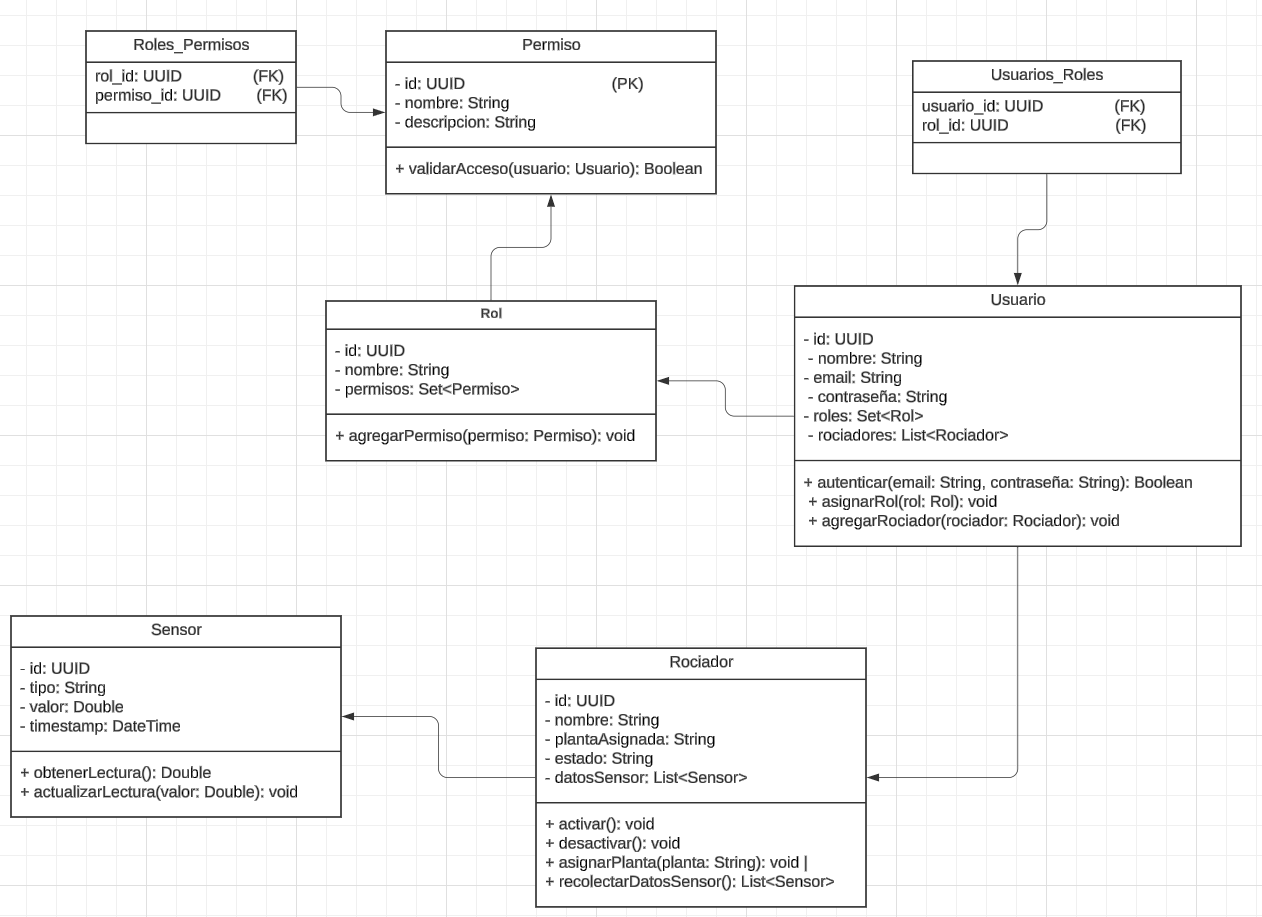 Roles_Permisos
rol_id: UUID (FK)
permiso_id: UUID (FK)
Permiso
- id: UUID (PK)
- nombre: String
- descripcion: String
+ validarAcceso(usuario: Usuario): Boolean
Usuarios_Roles
usuario_id: UUID (FK)
rol_id: UUID (FK)
Rol
- id: UUID
- nombre: String
- permisos: Set<Permiso>
+ agregarPermiso(permiso: Permiso): void
Usuario
- id: UUID
- nombre: String
- email: String
- contraseña: String
- roles: Set<Rol>
- rociadores: List<Rociador>
+ autenticar(email: String, contraseña: String): Boolean
+ asignarRol(rol: Rol): void
+ agregarRociador(rociador: Rociador): void
Sensor
- id: UUID
- tipo: String
- valor: Double
- timestamp: DateTime
+ obtenerLectura(): Double
+ actualizarLectura(valor: Double): void
Rociador
- id: UUID
- nombre: String
- plantaAsignada: String
- estado: String
- datosSensor: List<Sensor>
+ activar(): void
+ desactivar(): void
+ asignarPlanta(planta: String): void |
+ recolectarDatosSensor(): List<Sensor>